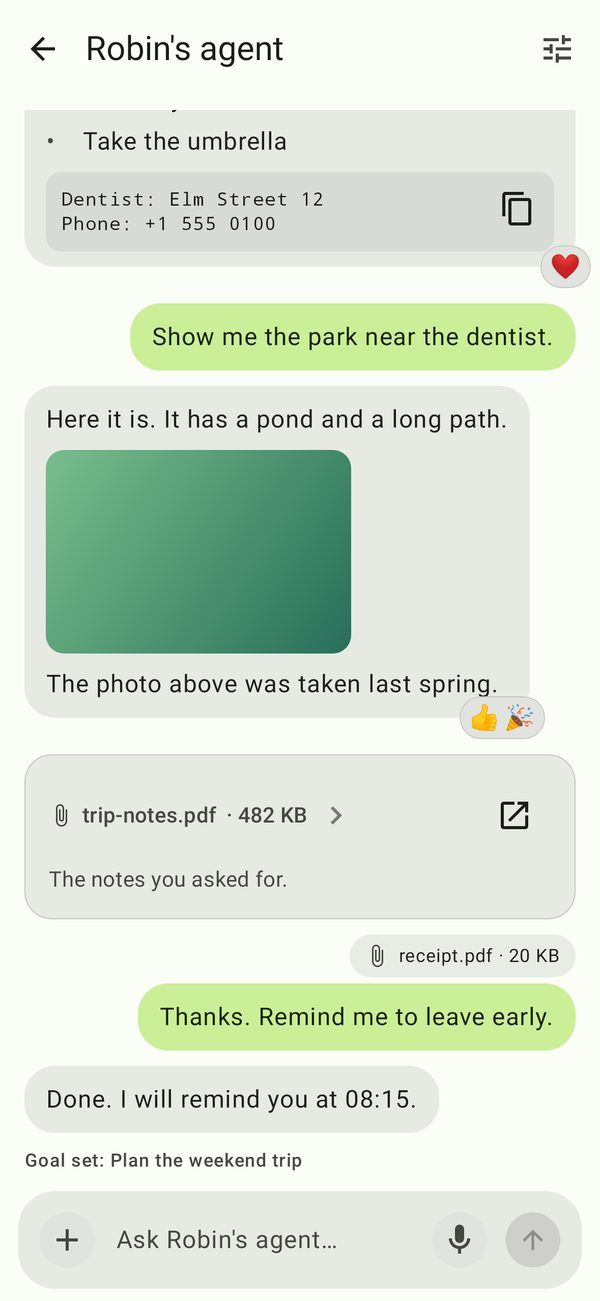 Robin's agent
• Take the umbrella
Dentist: Elm Street 12
Phone: +1 555 0100
Show me the park near the dentist.
Here it is. It has a pond and a long path.
The photo above was taken last spring.
trip-notes.pdf · 482 KB
The notes you asked for.
receipt.pdf · 20 KB
Thanks. Remind me to leave early.
Done. I will remind you at 08:15.
Goal set: Plan the weekend trip
Ask Robin's agent…